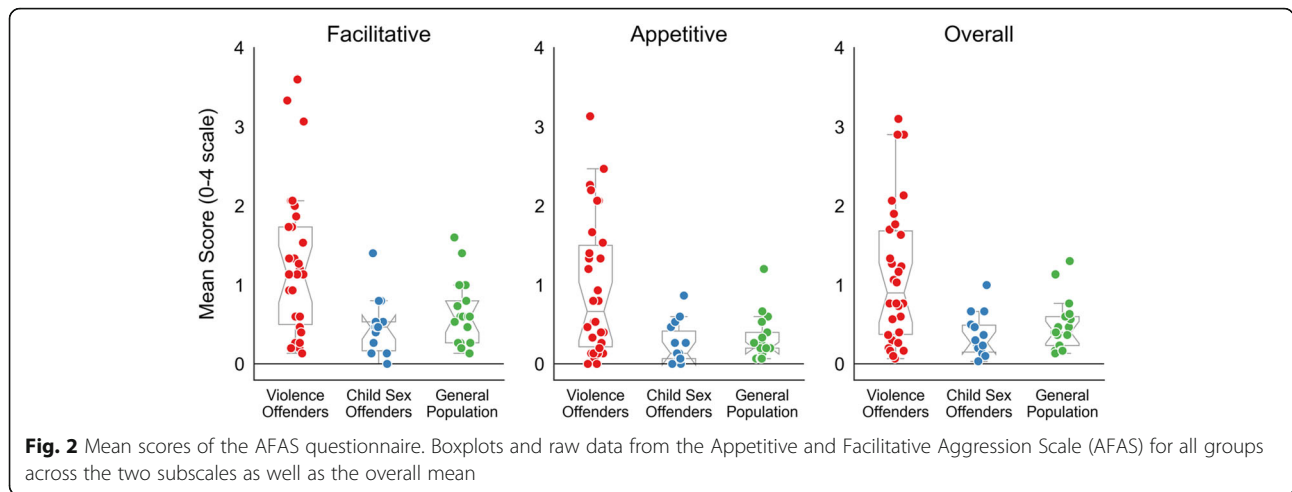 Facilitative
Appetitive
Overall
Mean Score (0-4 scale)
4
3
2
1
0
4
3
2
1
0
4
3
2
1
0
Violence Offenders
Child Sex Offenders
General Population
Violence Offenders
Child Sex Offenders
General Population
Violence Offenders
Child Sex Offenders
General Population
Fig. 2 Mean scores of the AFAS questionnaire. Boxplots and raw data from the Appetitive and Facilitative Aggression Scale (AFAS) for all groups
across the two subscales as well as the overall mean